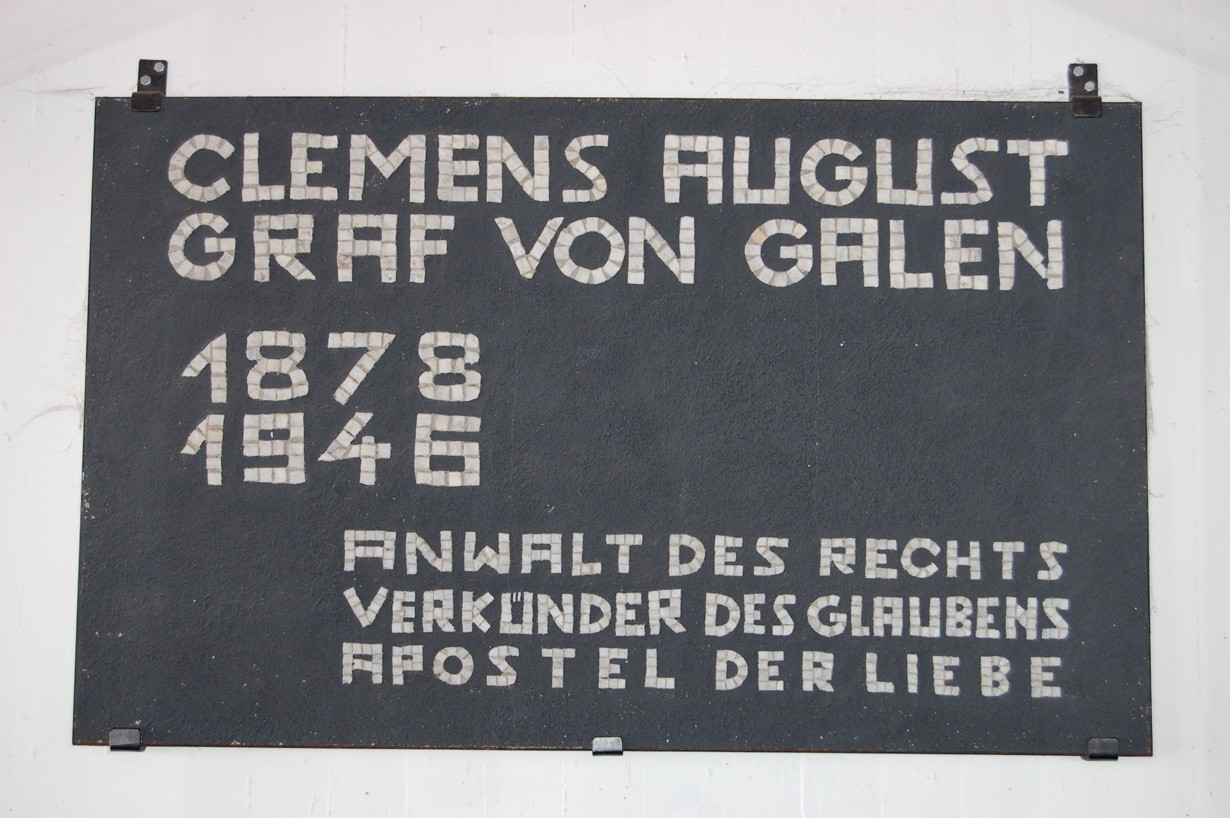 CLEMENS AUGUST
GRAF VON GALEN
1878
1946
ANWALT DES RECHTS
VERKÜNDER DES GLAUBENS
APOSTEL DER LIEBE